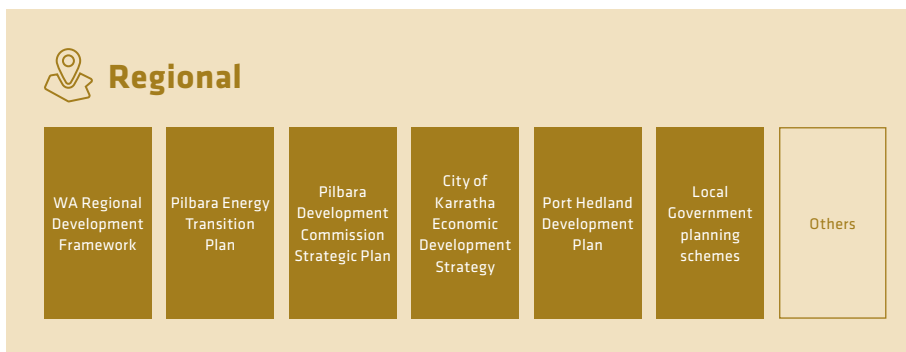 Regional
WA Regional
Development
Framework
Pilbara Energy
Transition
Plan
Pilbara
Development
Commission
Strategic Plan
City of
Karratha
Economic
Development
Strategy
Port Hedland
Development
Plan
Local
Government
planning
schemes
Others